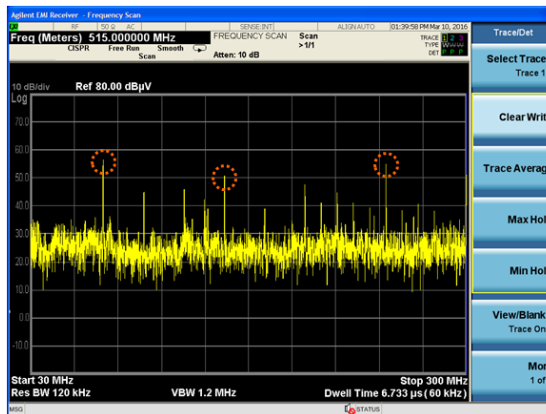 Agilent EMI Receiver - Frequency Scan
RF 50 Ω AC SENSE:INT ALIGN AUTO 01:39:58 PM Mar 10, 2016
Freq (Meters) 515.000000 MHz FREQUENCY SCAN Scan TRACE 1 2 3
CISPR Free Run Smooth >1/1 TYPE
Scan Atten: 10 dB DET P P P
Trace/Det
Select Trace
Trace 1
Clear Writ
Trace Averag
Max Hol
Min Hol
View/Blank
Trace On
Mor
1 of
10 dB/div Ref 80.00 dBµV
Log
70.0
60.0
50.0
40.0
30.0
20.0
10.0
0.0
-10.0
Start 30 MHz Stop 300 MHz
Res BW 120 kHz VBW 1.2 MHz Dwell Time 6.733 µs (60 kHz)
MSG STATUS